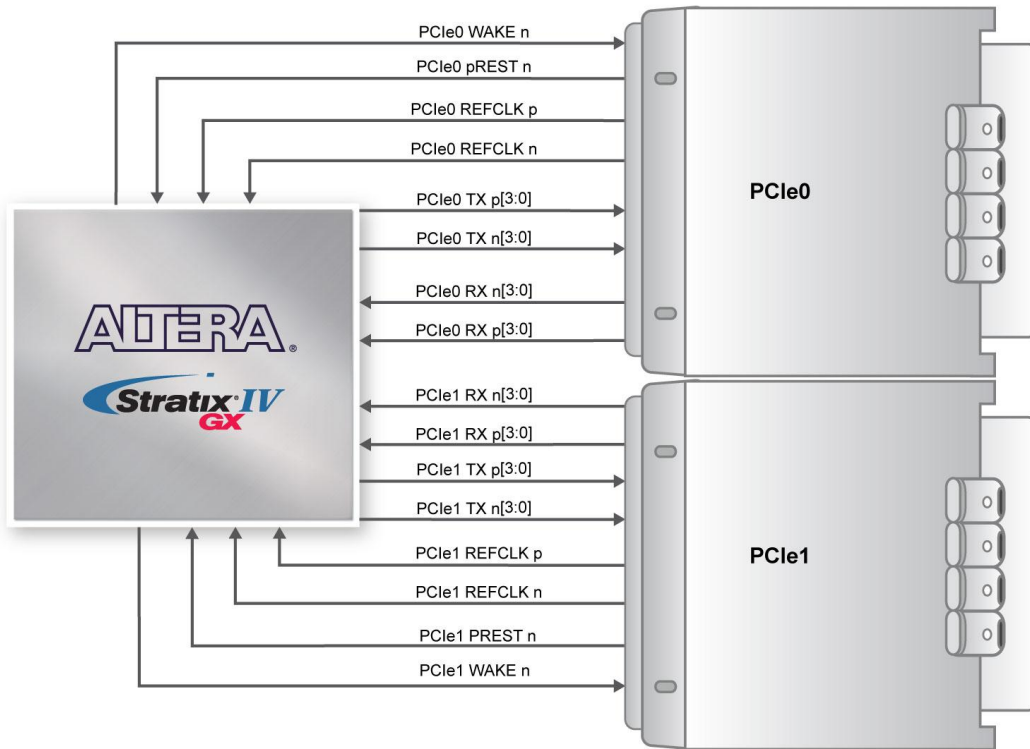 PCIe0 WAKE n
PCIe0 pREST n
PCIe0 REFCLK p
PCIe0 REFCLK n
PCIe0 TX p[3:0]
PCIe0 TX n[3:0]
PCIe0 RX n[3:0]
PCIe0 RX p[3:0]
PCIe0
ALTERA®
Stratix® IV
GX
PCIe1 RX n[3:0]
PCIe1 RX p[3:0]
PCIe1 TX p[3:0]
PCIe1 TX n[3:0]
PCIe1 REFCLK p
PCIe1 REFCLK n
PCIe1 PREST n
PCIe1 WAKE n
PCIe1